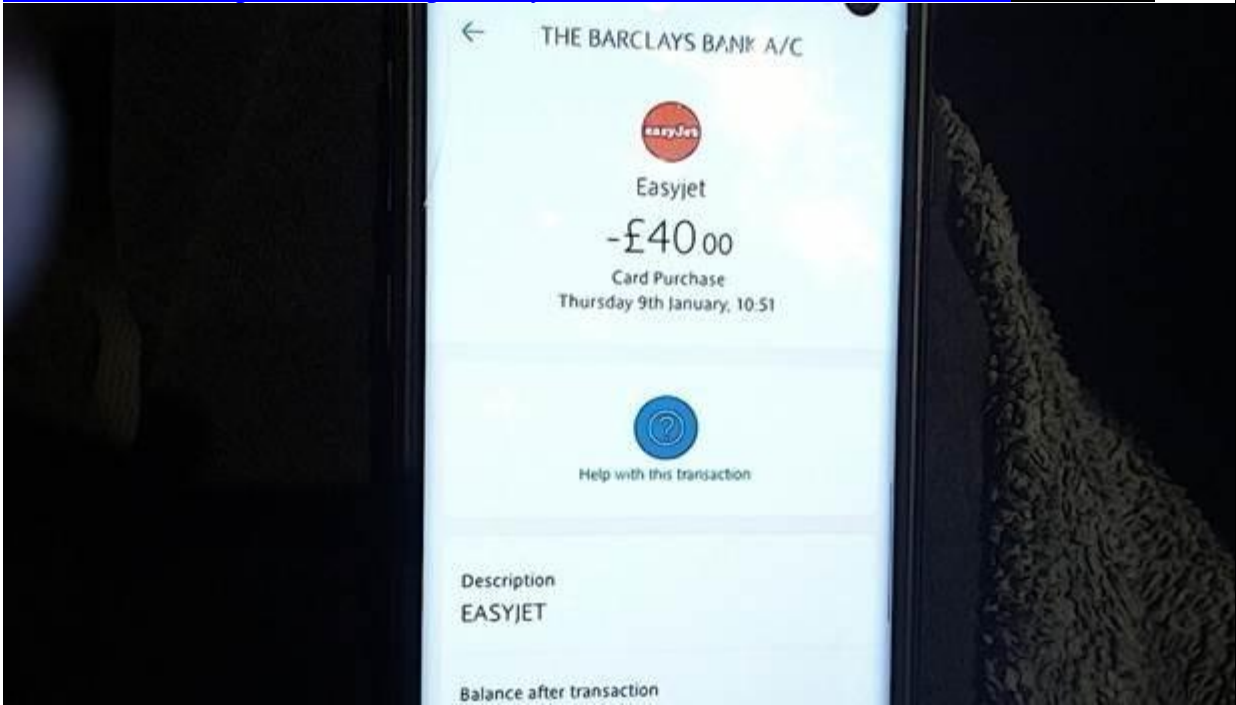 THE BARCLAYS BANK A/C
easyJet
Easyjet
-£40 00
Card Purchase
Thursday 9th January, 10:51
Help with this transaction
Description
EASYJET
Balance after transaction